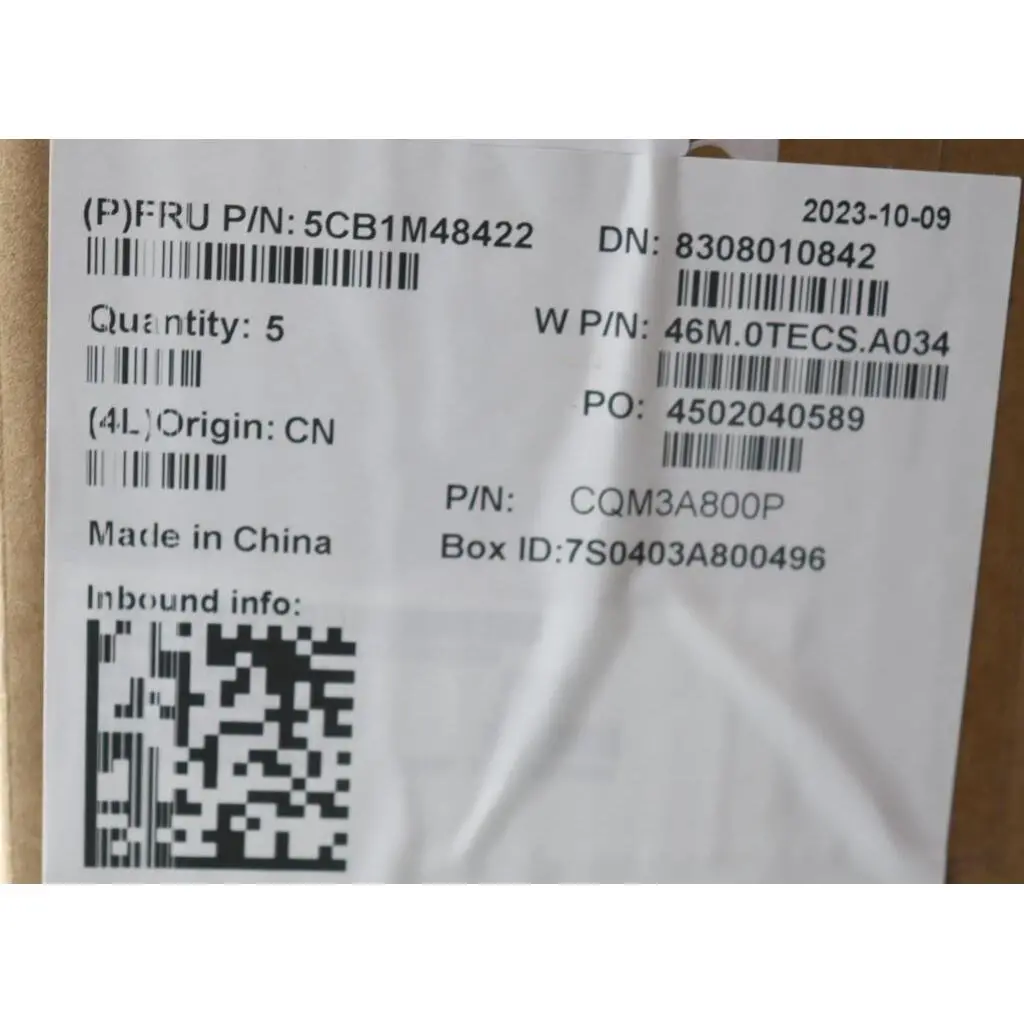 2023-10-09
(P)FRU P/N: 5CB1M48422
DN: 8308010842
Quantity: 5
W P/N: 46M.0TECS.A034
(4L)Origin: CN
PO: 4502040589
P/N: CQM3A800P
Made in China
Box ID:7S0403A800496
Inbound info: